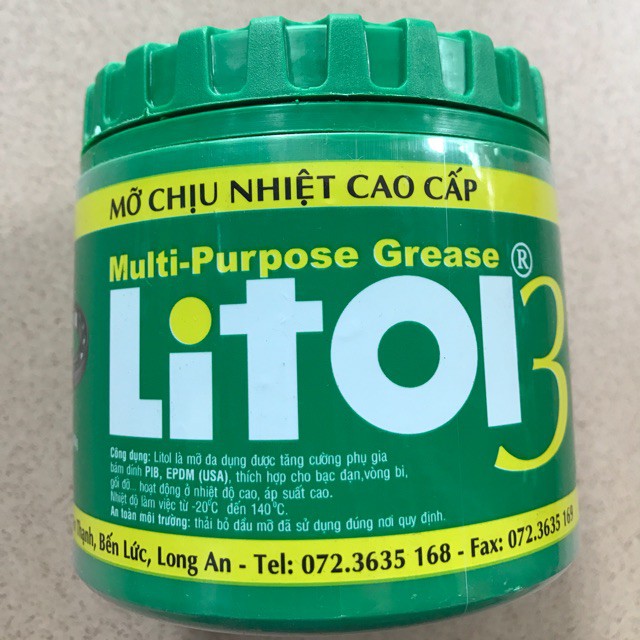 MỠ CHỊU NHIỆT CAO CẤP
Multi-Purpose Grease ®
Litol 3
Công dụng: Litol là mỡ đa dụng được tăng cường phụ gia
bám dính PIB, EPDM (USA), thích hợp cho bạc đạn,vòng bi,
gối đỡ... hoạt động ở nhiệt độ cao, áp suất cao.
Nhiệt độ làm việc từ -20°C đến 140°C.
An toàn môi trường: thải bỏ dầu mỡ đã sử dụng đúng nơi quy định.
Thạnh, Bến Lức, Long An - Tel: 072.3635 168 - Fax: 072.3635 168